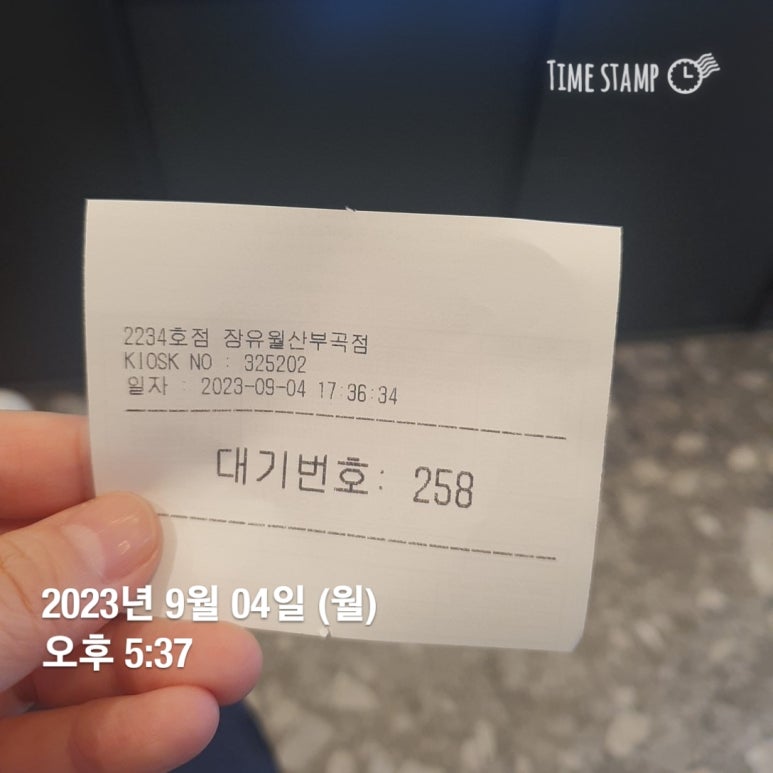 TIME STAMP
2234호점 장유월산부곡점
KIOSK NO : 325202
일자 : 2023-09-04 17:36:34
대기번호: 258
2023년 9월 04일 (월)
오후 5:37